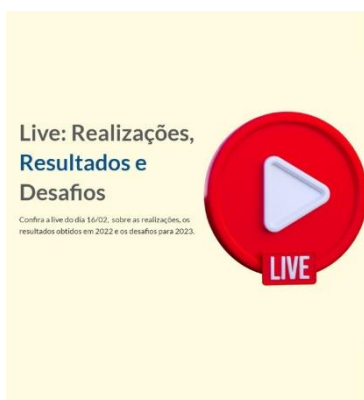 Live: Realizações,
Resultados e
Desafios
Confira a live do dia 16/02, sobre as realizações, os
resultados obtidos em 2022 e os desafios para 2023.
LIVE